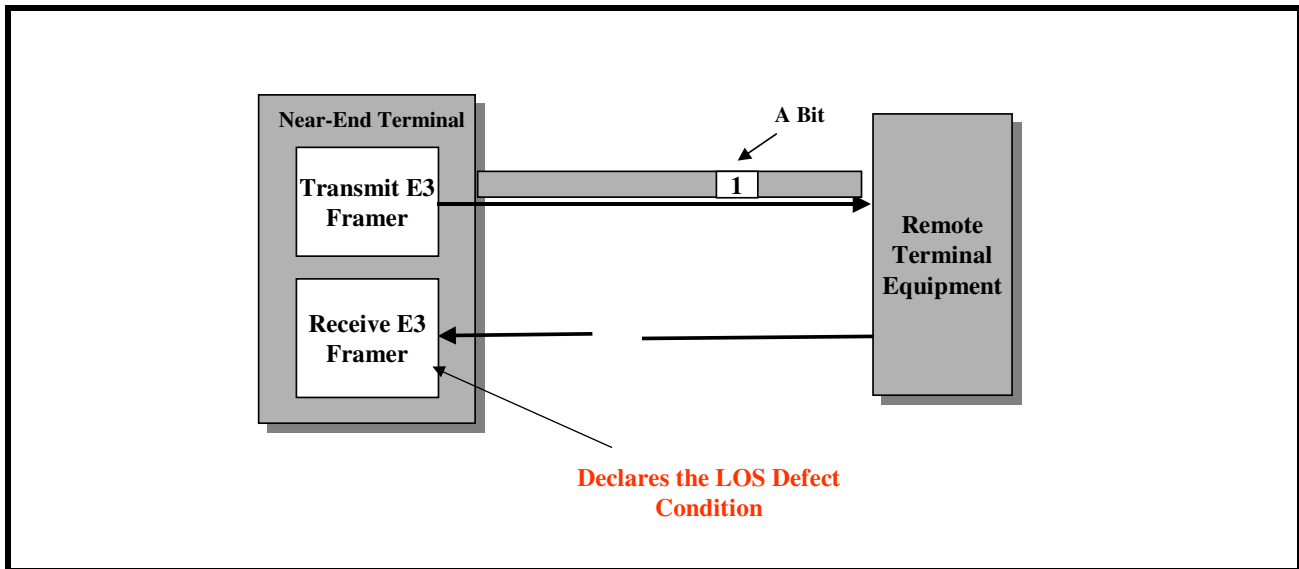 Near-End Terminal
Transmit E3
Framer
A Bit
1
Remote
Terminal
Equipment
Receive E3
Framer
Declares the LOS Defect
Condition